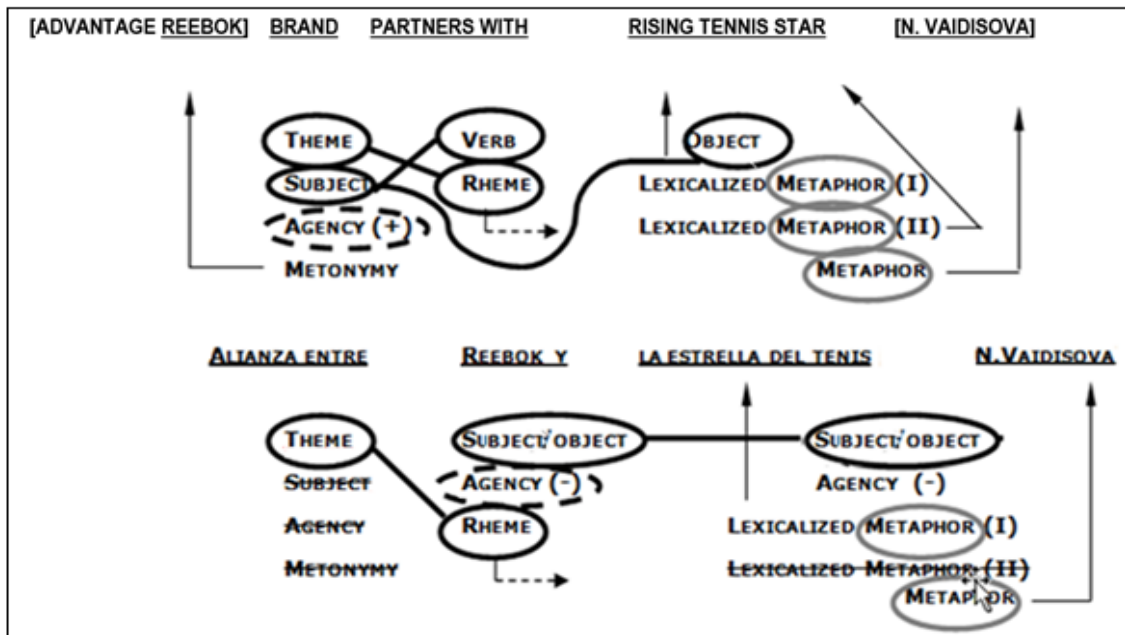 [ADVANTAGE REEBOK] BRAND PARTNERS WITH RISING TENNIS STAR [N. VAIDISOVA]
THEME VERB OBJECT
SUBJECT RHEME LEXICALIZED METAPHOR (I)
AGENCY (+) LEXICALIZED METAPHOR (II)
METONYMY METAPHOR
ALIANZA ENTRE REEBOK Y LA ESTRELLA DEL TENIS N.VAIDISOVA
THEME SUBJECT/OBJECT SUBJECT/OBJECT
SUBJECT AGENCY (-) AGENCY (-)
AGENCY RHEME LEXICALIZED METAPHOR (I)
METONYMY LEXICALIZED METAPHOR (II)
METAPHOR